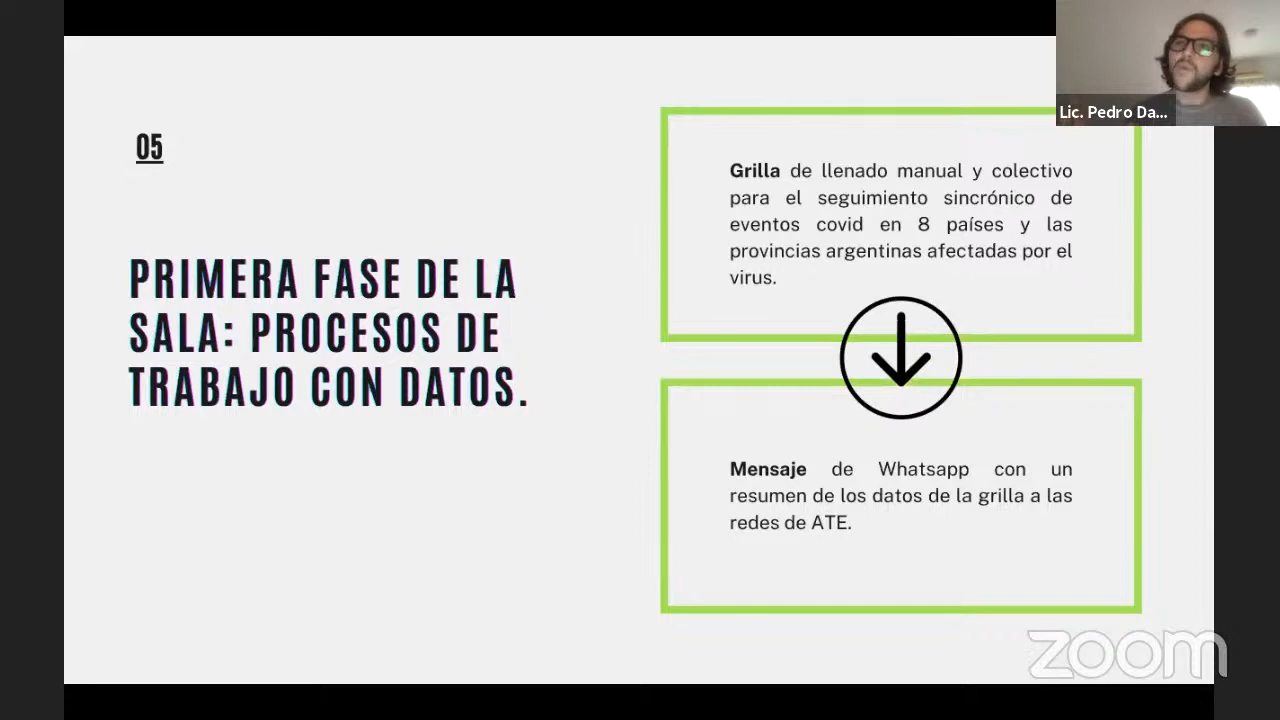 05
PRIMERA FASE DE LA
SALA: PROCESOS DE
TRABAJO CON DATOS.
Grilla de llenado manual y colectivo
para el seguimiento sincrónico de
eventos covid en 8 países y las
provincias argentinas afectadas por el
virus.
Mensaje de Whatsapp con un
resumen de los datos de la grilla a las
redes de ATE.
Lic. Pedro Da...
zoom